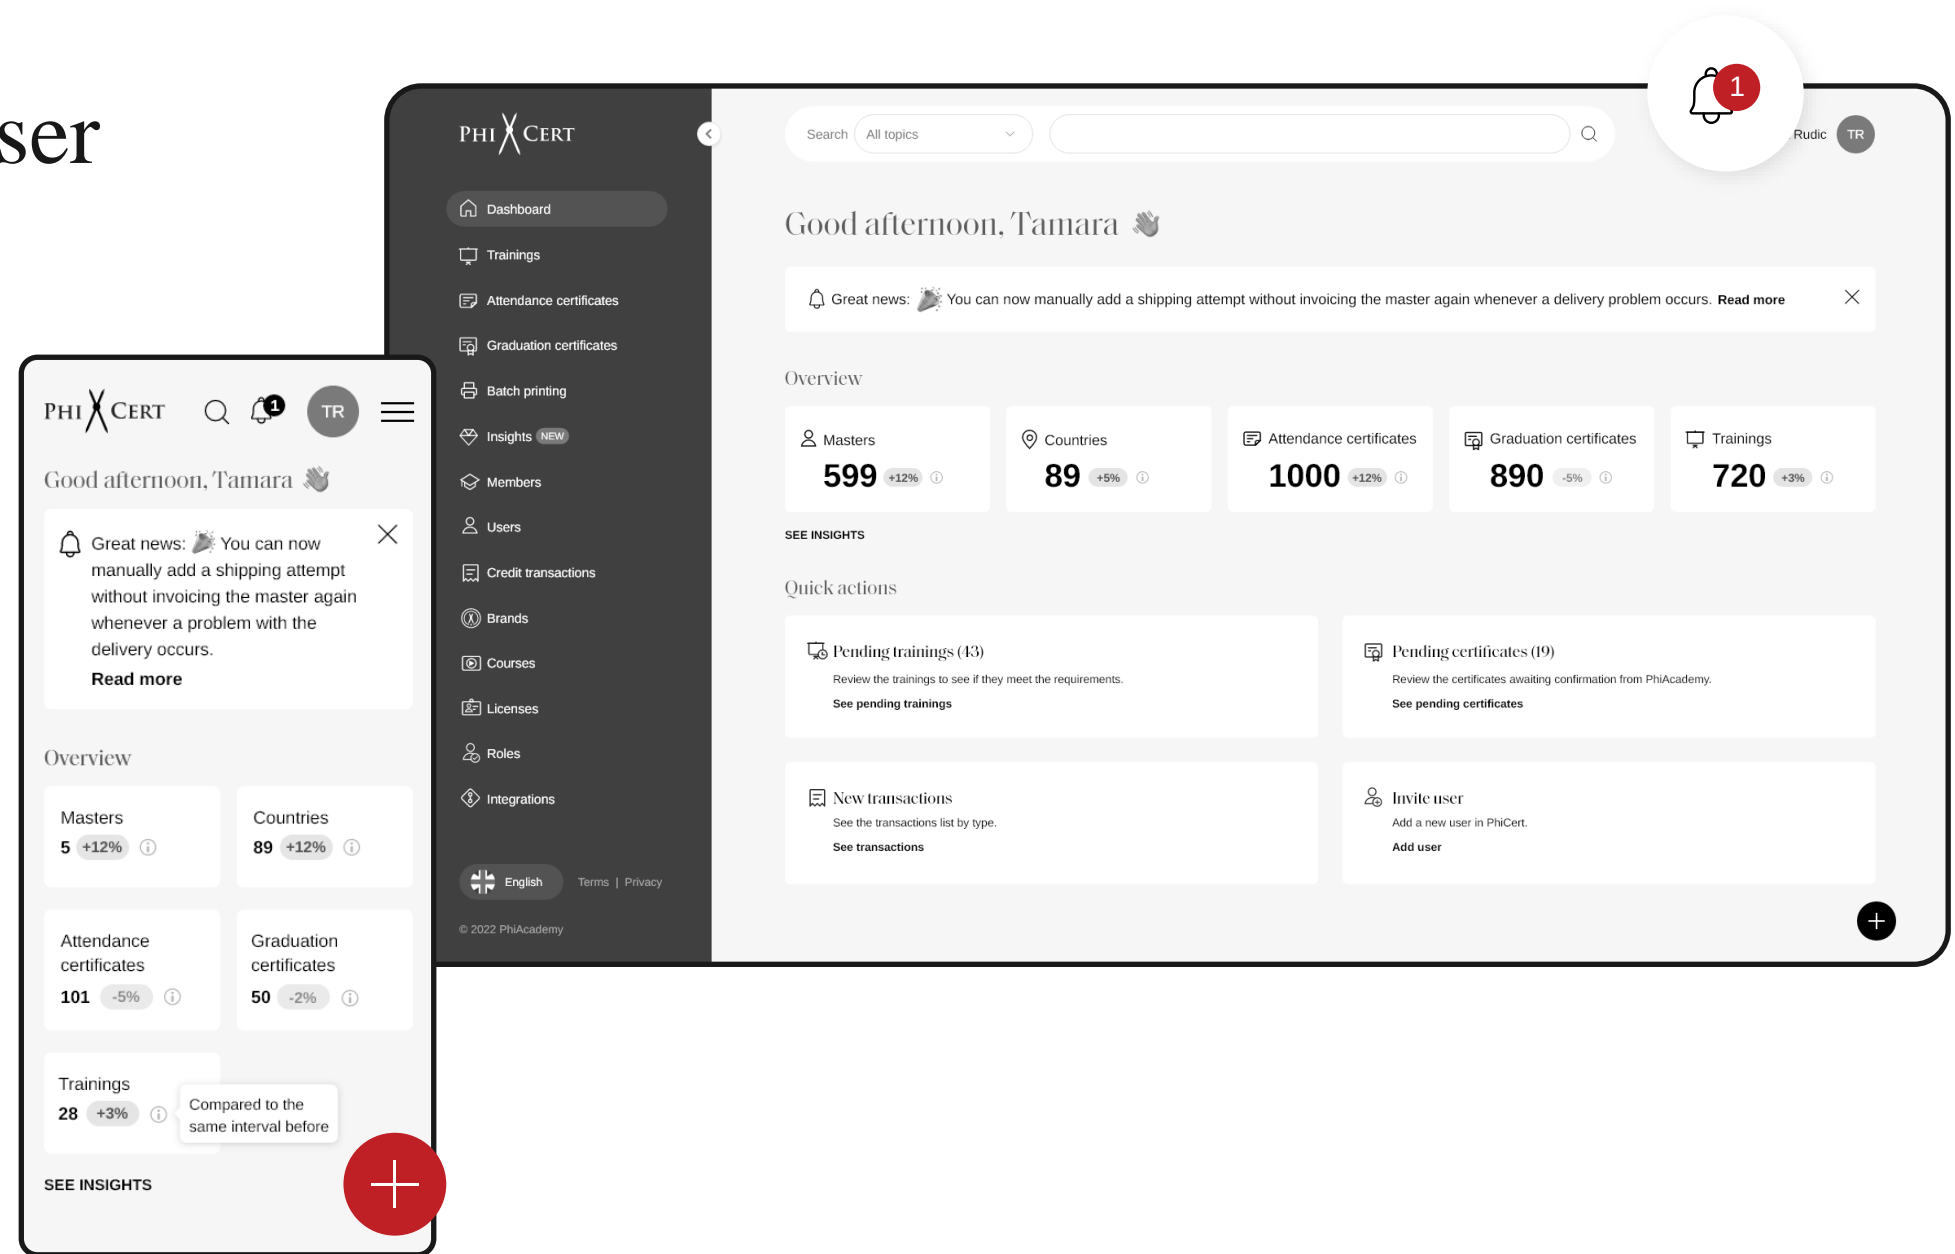 ser
PHI CERT
Dashboard
Trainings
Attendance certificates
Graduation certificates
Batch printing
Insights NEW
Members
Users
Credit transactions
Brands
Courses
Licenses
Roles
Integrations
English Terms | Privacy
© 2022 PhiAcademy
Search All topics
1
Rudic TR
Good afternoon, Tamara
Great news: You can now manually add a shipping attempt without invoicing the master again whenever a delivery problem occurs. Read more
Overview
Masters
599 +12%
Countries
89 +5%
Attendance certificates
1000 +12%
Graduation certificates
890 -5%
Trainings
720 +3%
SEE INSIGHTS
Quick actions
Pending trainings (43)
Review the trainings to see if they meet the requirements.
See pending trainings
Pending certificates (19)
Review the certificates awaiting confirmation from PhiAcademy.
See pending certificates
New transactions
See the transactions list by type.
See transactions
Invite user
Add a new user in PhiCert.
Add user
PHI CERT
1
TR
Good afternoon, Tamara
Great news: You can now
manually add a shipping attempt
without invoicing the master again
whenever a problem with the
delivery occurs.
Read more
Overview
Masters
5 +12%
Countries
89 +12%
Attendance
certificates
101 -5%
Graduation
certificates
50 -2%
Trainings
28 +3%
Compared to the
same interval before
SEE INSIGHTS